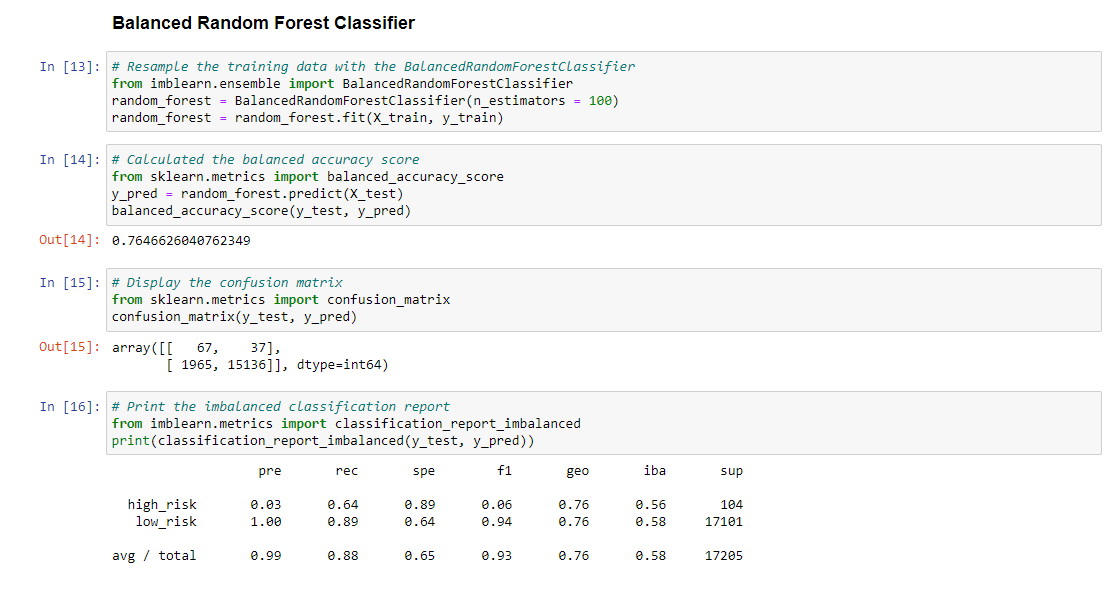 Balanced Random Forest Classifier
In [13]: # Resample the training data with the BalancedRandomForestClassifier
from imblearn.ensemble import BalancedRandomForestClassifier
random_forest = BalancedRandomForestClassifier(n_estimators = 100)
random_forest = random_forest.fit(X_train, y_train)
In [14]: # Calculated the balanced accuracy score
from sklearn.metrics import balanced_accuracy_score
y_pred = random_forest.predict(X_test)
balanced_accuracy_score(y_test, y_pred)
Out[14]: 0.7646626040762349
In [15]: # Display the confusion matrix
from sklearn.metrics import confusion_matrix
confusion_matrix(y_test, y_pred)
Out[15]: array([[   67,    37],
       [ 1965, 15136]], dtype=int64)
In [16]: # Print the imbalanced classification report
from imblearn.metrics import classification_report_imbalanced
print(classification_report_imbalanced(y_test, y_pred))
pre rec spe f1 geo iba sup
high_risk 0.03 0.64 0.89 0.06 0.76 0.56 104
low_risk 1.00 0.89 0.64 0.94 0.76 0.58 17101
avg / total 0.99 0.88 0.65 0.93 0.76 0.58 17205